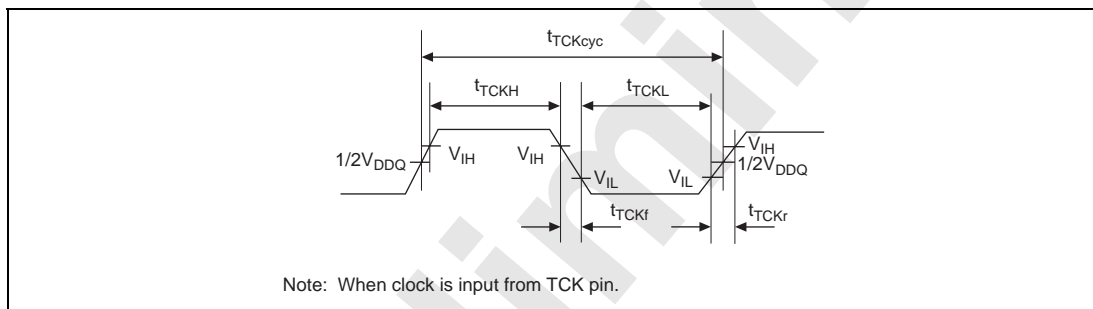 tTCKcyc
tTCKH
tTCKL
1/2VDDQ
VIH
VIH
VIL
VIL
VIH
1/2VDDQ
tTCKf
tTCKr
Note: When clock is input from TCK pin.